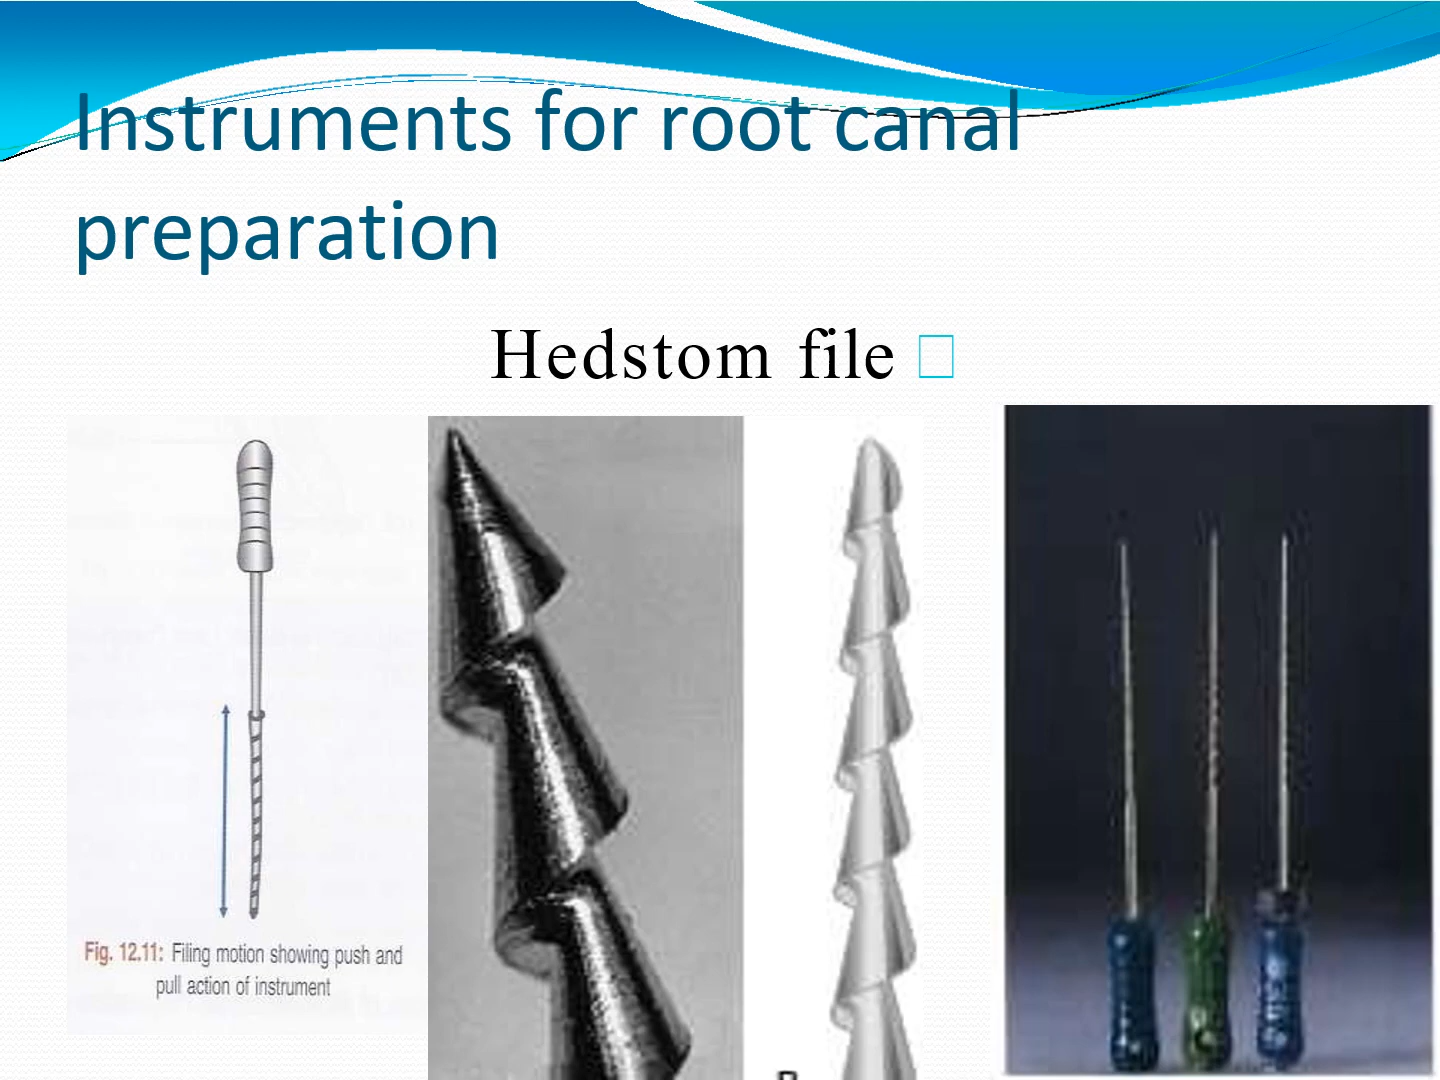 Instruments for root canal
preparation
Hedstom file
Fig. 12.11: Filing motion showing push and
pull action of instrument